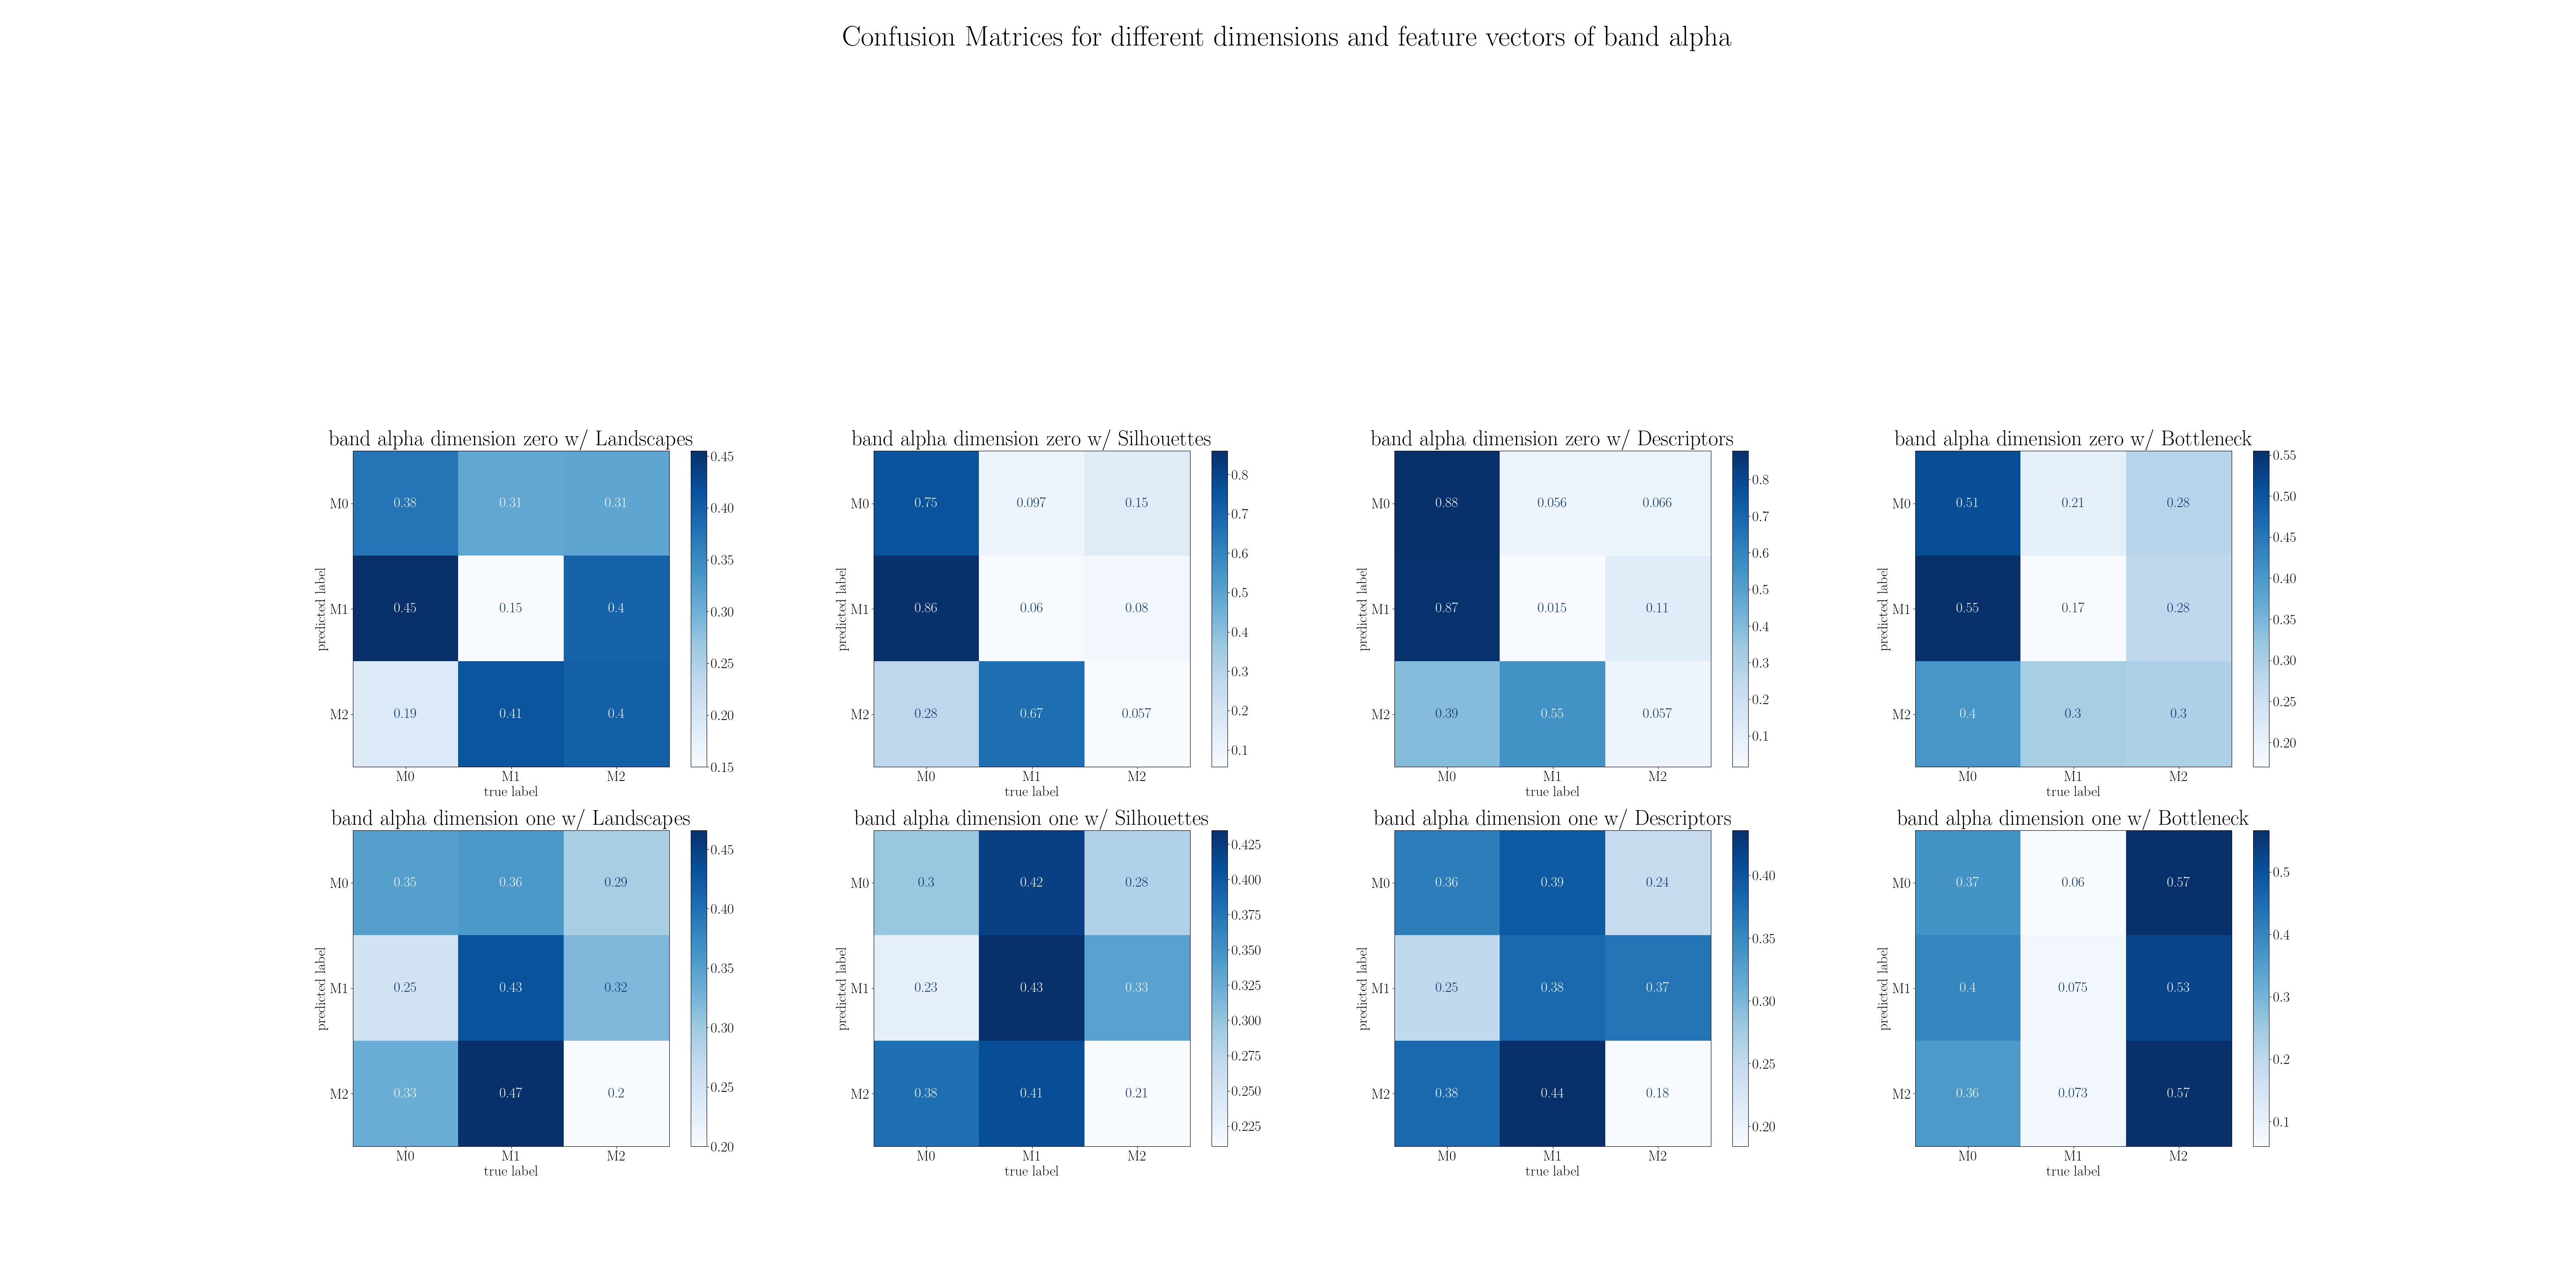 Confusion Matrices for different dimensions and feature vectors of band alpha
band alpha dimension zero w/ Landscapes
predicted label
M0 0.38 0.31 0.31
M1 0.45 0.15 0.4
M2 0.19 0.41 0.4
M0 M1 M2
true label
0.45
0.40
0.35
0.30
0.25
0.20
0.15
band alpha dimension zero w/ Silhouettes
predicted label
M0 0.75 0.097 0.15
M1 0.86 0.06 0.08
M2 0.28 0.67 0.057
M0 M1 M2
true label
0.8
0.7
0.6
0.5
0.4
0.3
0.2
0.1
band alpha dimension zero w/ Descriptors
predicted label
M0 0.88 0.056 0.066
M1 0.87 0.015 0.11
M2 0.39 0.55 0.057
M0 M1 M2
true label
0.8
0.7
0.6
0.5
0.4
0.3
0.2
0.1
band alpha dimension zero w/ Bottleneck
predicted label
M0 0.51 0.21 0.28
M1 0.55 0.17 0.28
M2 0.4 0.3 0.3
M0 M1 M2
true label
0.55
0.50
0.45
0.40
0.35
0.30
0.25
0.20
band alpha dimension one w/ Landscapes
predicted label
M0 0.35 0.36 0.29
M1 0.25 0.43 0.32
M2 0.33 0.47 0.2
M0 M1 M2
true label
0.45
0.40
0.35
0.30
0.25
0.20
band alpha dimension one w/ Silhouettes
predicted label
M0 0.3 0.42 0.28
M1 0.23 0.43 0.33
M2 0.38 0.41 0.21
M0 M1 M2
true label
0.425
0.400
0.375
0.350
0.325
0.300
0.275
0.250
0.225
band alpha dimension one w/ Descriptors
predicted label
M0 0.36 0.39 0.24
M1 0.25 0.38 0.37
M2 0.38 0.44 0.18
M0 M1 M2
true label
0.40
0.35
0.30
0.25
0.20
band alpha dimension one w/ Bottleneck
predicted label
M0 0.37 0.06 0.57
M1 0.4 0.075 0.53
M2 0.36 0.073 0.57
M0 M1 M2
true label
0.5
0.4
0.3
0.2
0.1